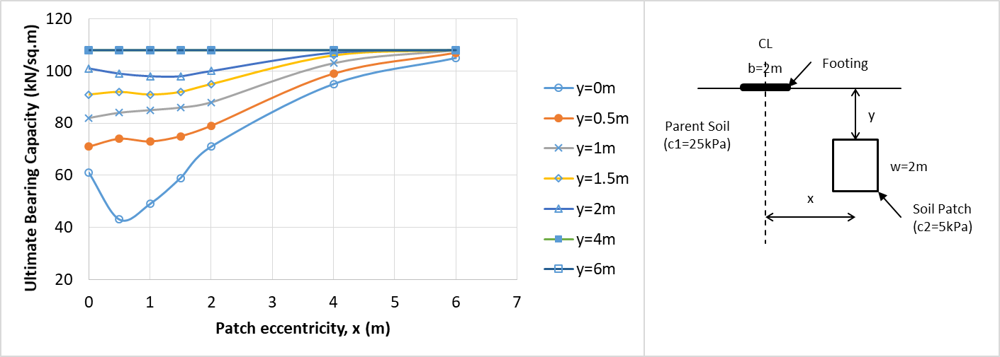 120
100
80
60
40
20
Ultimate Bearing Capacity (kN/sq.m)
0 1 2 3 4 5 6 7
Patch eccentricity, x (m)
y=0m
y=0.5m
y=1m
y=1.5m
y=2m
y=4m
y=6m
CL
b=2m
Footing
y
Parent Soil
(c1=25kPa)
w=2m
x
Soil Patch
(c2=5kPa)